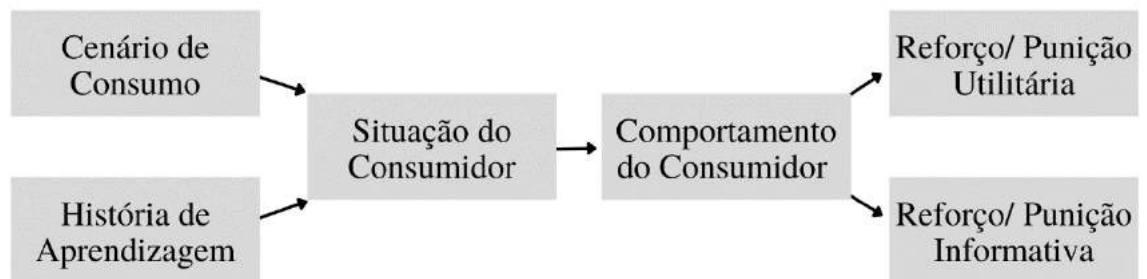 Cenário de
Consumo
História de
Aprendizagem
Situação do
Consumidor
Comportamento
do Consumidor
Reforço/ Punição
Utilitária
Reforço/ Punição
Informativa